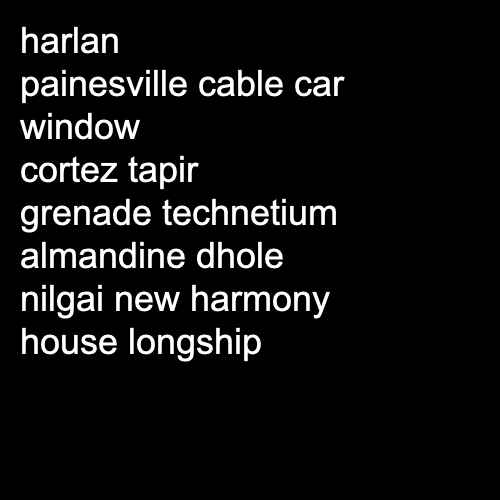 harlan
painesville cable car
window
cortez tapir
grenade technetium
almandine dhole
nilgai new harmony
house longship